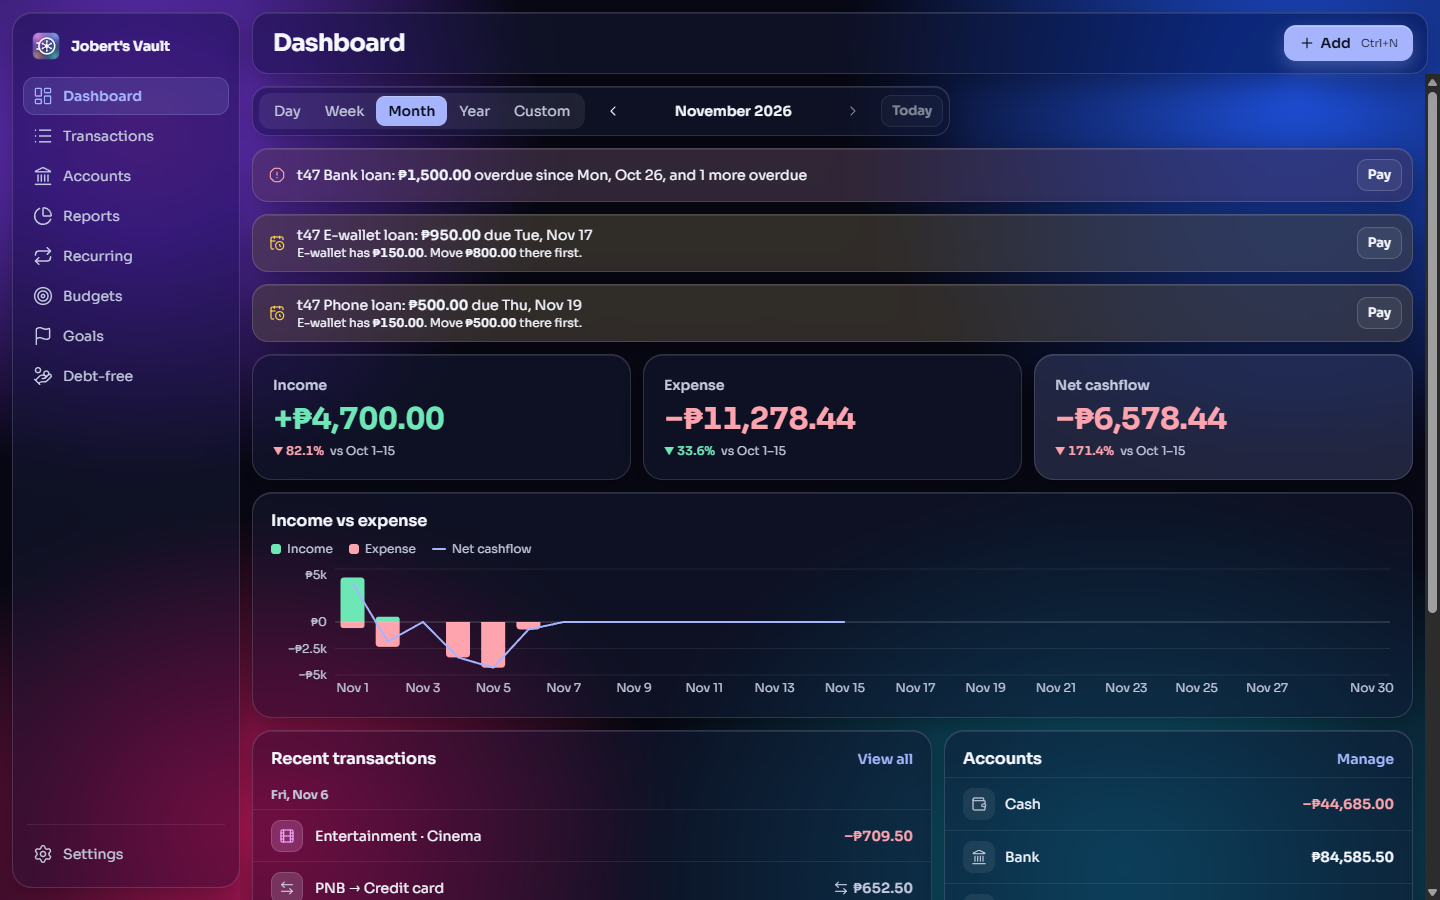 Jobert's Vault
Dashboard
Transactions
Accounts
Reports
Recurring
Budgets
Goals
Debt-free
Settings
Dashboard
+ Add Ctrl+N
Day Week Month Year Custom
November 2026
Today
t47 Bank loan: ₱1,500.00 overdue since Mon, Oct 26, and 1 more overdue
Pay
t47 E-wallet loan: ₱950.00 due Tue, Nov 17
E-wallet has ₱150.00. Move ₱800.00 there first.
Pay
t47 Phone loan: ₱500.00 due Thu, Nov 19
E-wallet has ₱150.00. Move ₱500.00 there first.
Pay
Income
+₱4,700.00
▼ 82.1% vs Oct 1–15
Expense
−₱11,278.44
▼ 33.6% vs Oct 1–15
Net cashflow
−₱6,578.44
▼ 171.4% vs Oct 1–15
Income vs expense
Income Expense Net cashflow
₱5k
₱0
−₱2.5k
−₱5k
Nov 1 Nov 3 Nov 5 Nov 7 Nov 9 Nov 11 Nov 13 Nov 15 Nov 17 Nov 19 Nov 21 Nov 23 Nov 25 Nov 27 Nov 30
Recent transactions
View all
Fri, Nov 6
Entertainment · Cinema −₱709.50
PNB → Credit card ₱652.50
Accounts
Manage
Cash −₱44,685.00
Bank ₱84,585.50